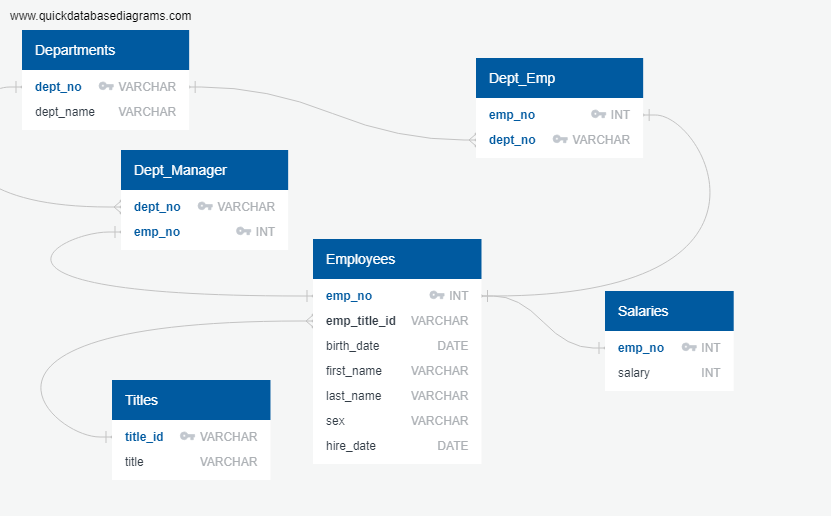 www.quickdatabasediagrams.com
Departments
dept_no VARCHAR
dept_name VARCHAR
Dept_Emp
emp_no INT
dept_no VARCHAR
Dept_Manager
dept_no VARCHAR
emp_no INT
Employees
emp_no INT
emp_title_id VARCHAR
birth_date DATE
first_name VARCHAR
last_name VARCHAR
sex VARCHAR
hire_date DATE
Salaries
emp_no INT
salary INT
Titles
title_id VARCHAR
title VARCHAR